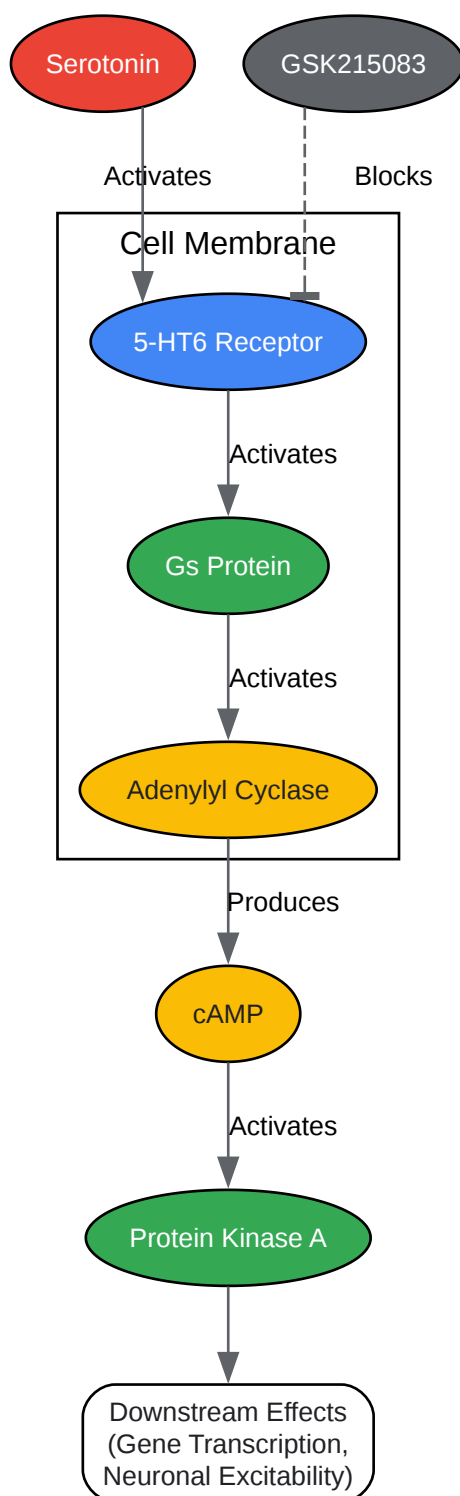 Serotonin
GSK215083
Activates
Blocks
Cell Membrane
5-HT6 Receptor
Activates
Gs Protein
Activates
Adenylyl Cyclase
Produces
cAMP
Activates
Protein Kinase A
Downstream Effects
(Gene Transcription,
Neuronal Excitability)